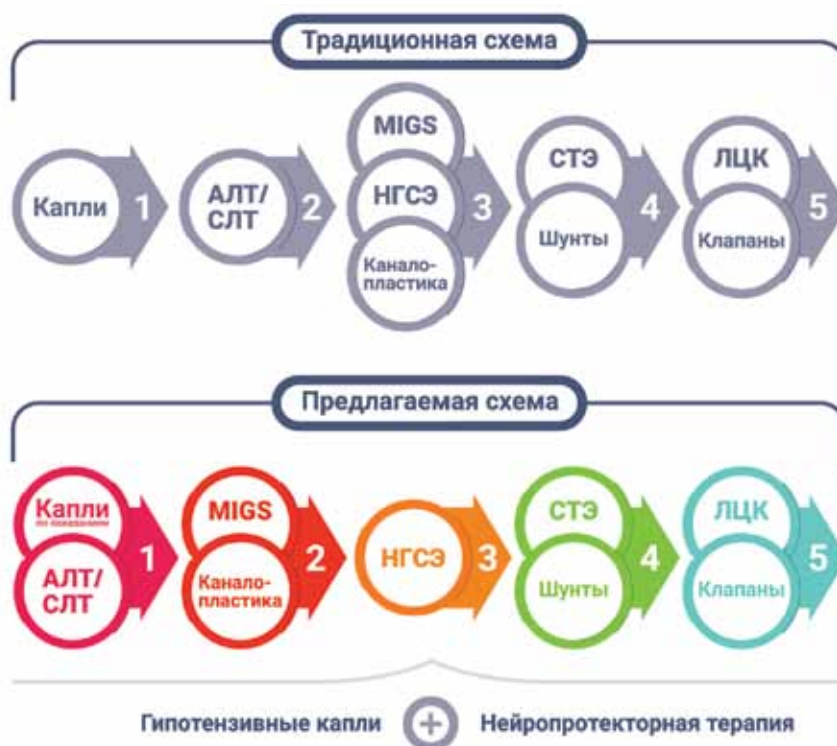 Традиционная схема
Капли
1
АЛТ/
СЛТ
2
MIGS
НГСЭ
Канало-
пластика
3
СТЭ
Шунты
4
ЛЦК
Клапаны
5
Предлагаемая схема
Капли
по показаниям
АЛТ/
СЛТ
1
MIGS
Канало-
пластика
2
НГСЭ
3
СТЭ
Шунты
4
ЛЦК
Клапаны
5
Гипотензивные капли + Нейропротекторная терапия